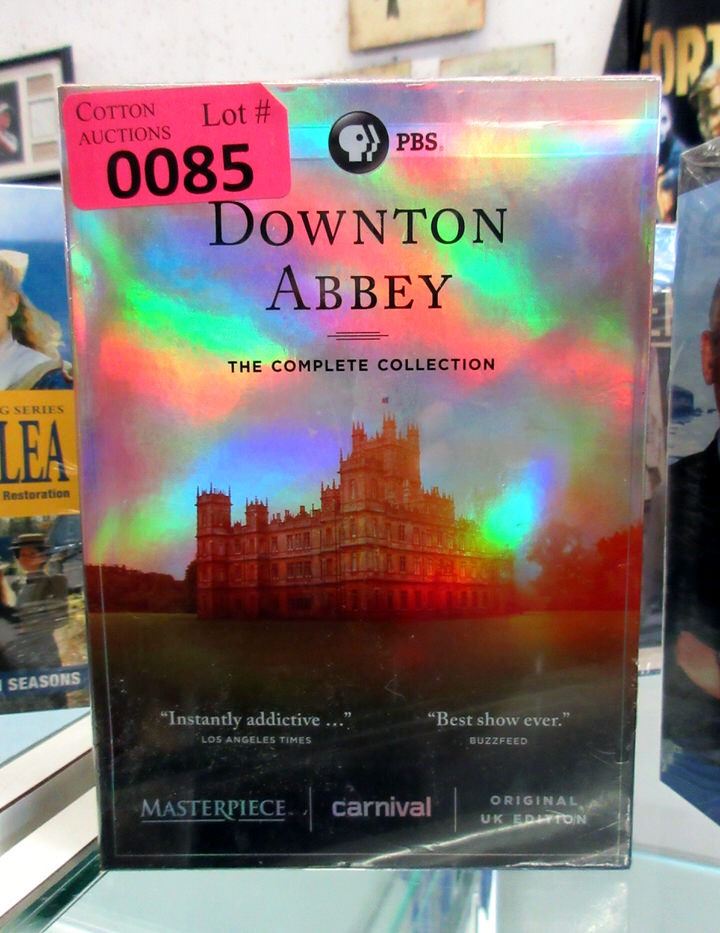 COTTON
AUCTIONS
Lot #
0085
PBS
DOWNTON
ABBEY
THE COMPLETE COLLECTION
"Instantly addictive …"
LOS ANGELES TIMES
"Best show ever."
BUZZFEED
MASTERPIECE
carnival
ORIGINAL
UK EDITION
G SERIES
LEA
Restoration
SEASONS
FORT